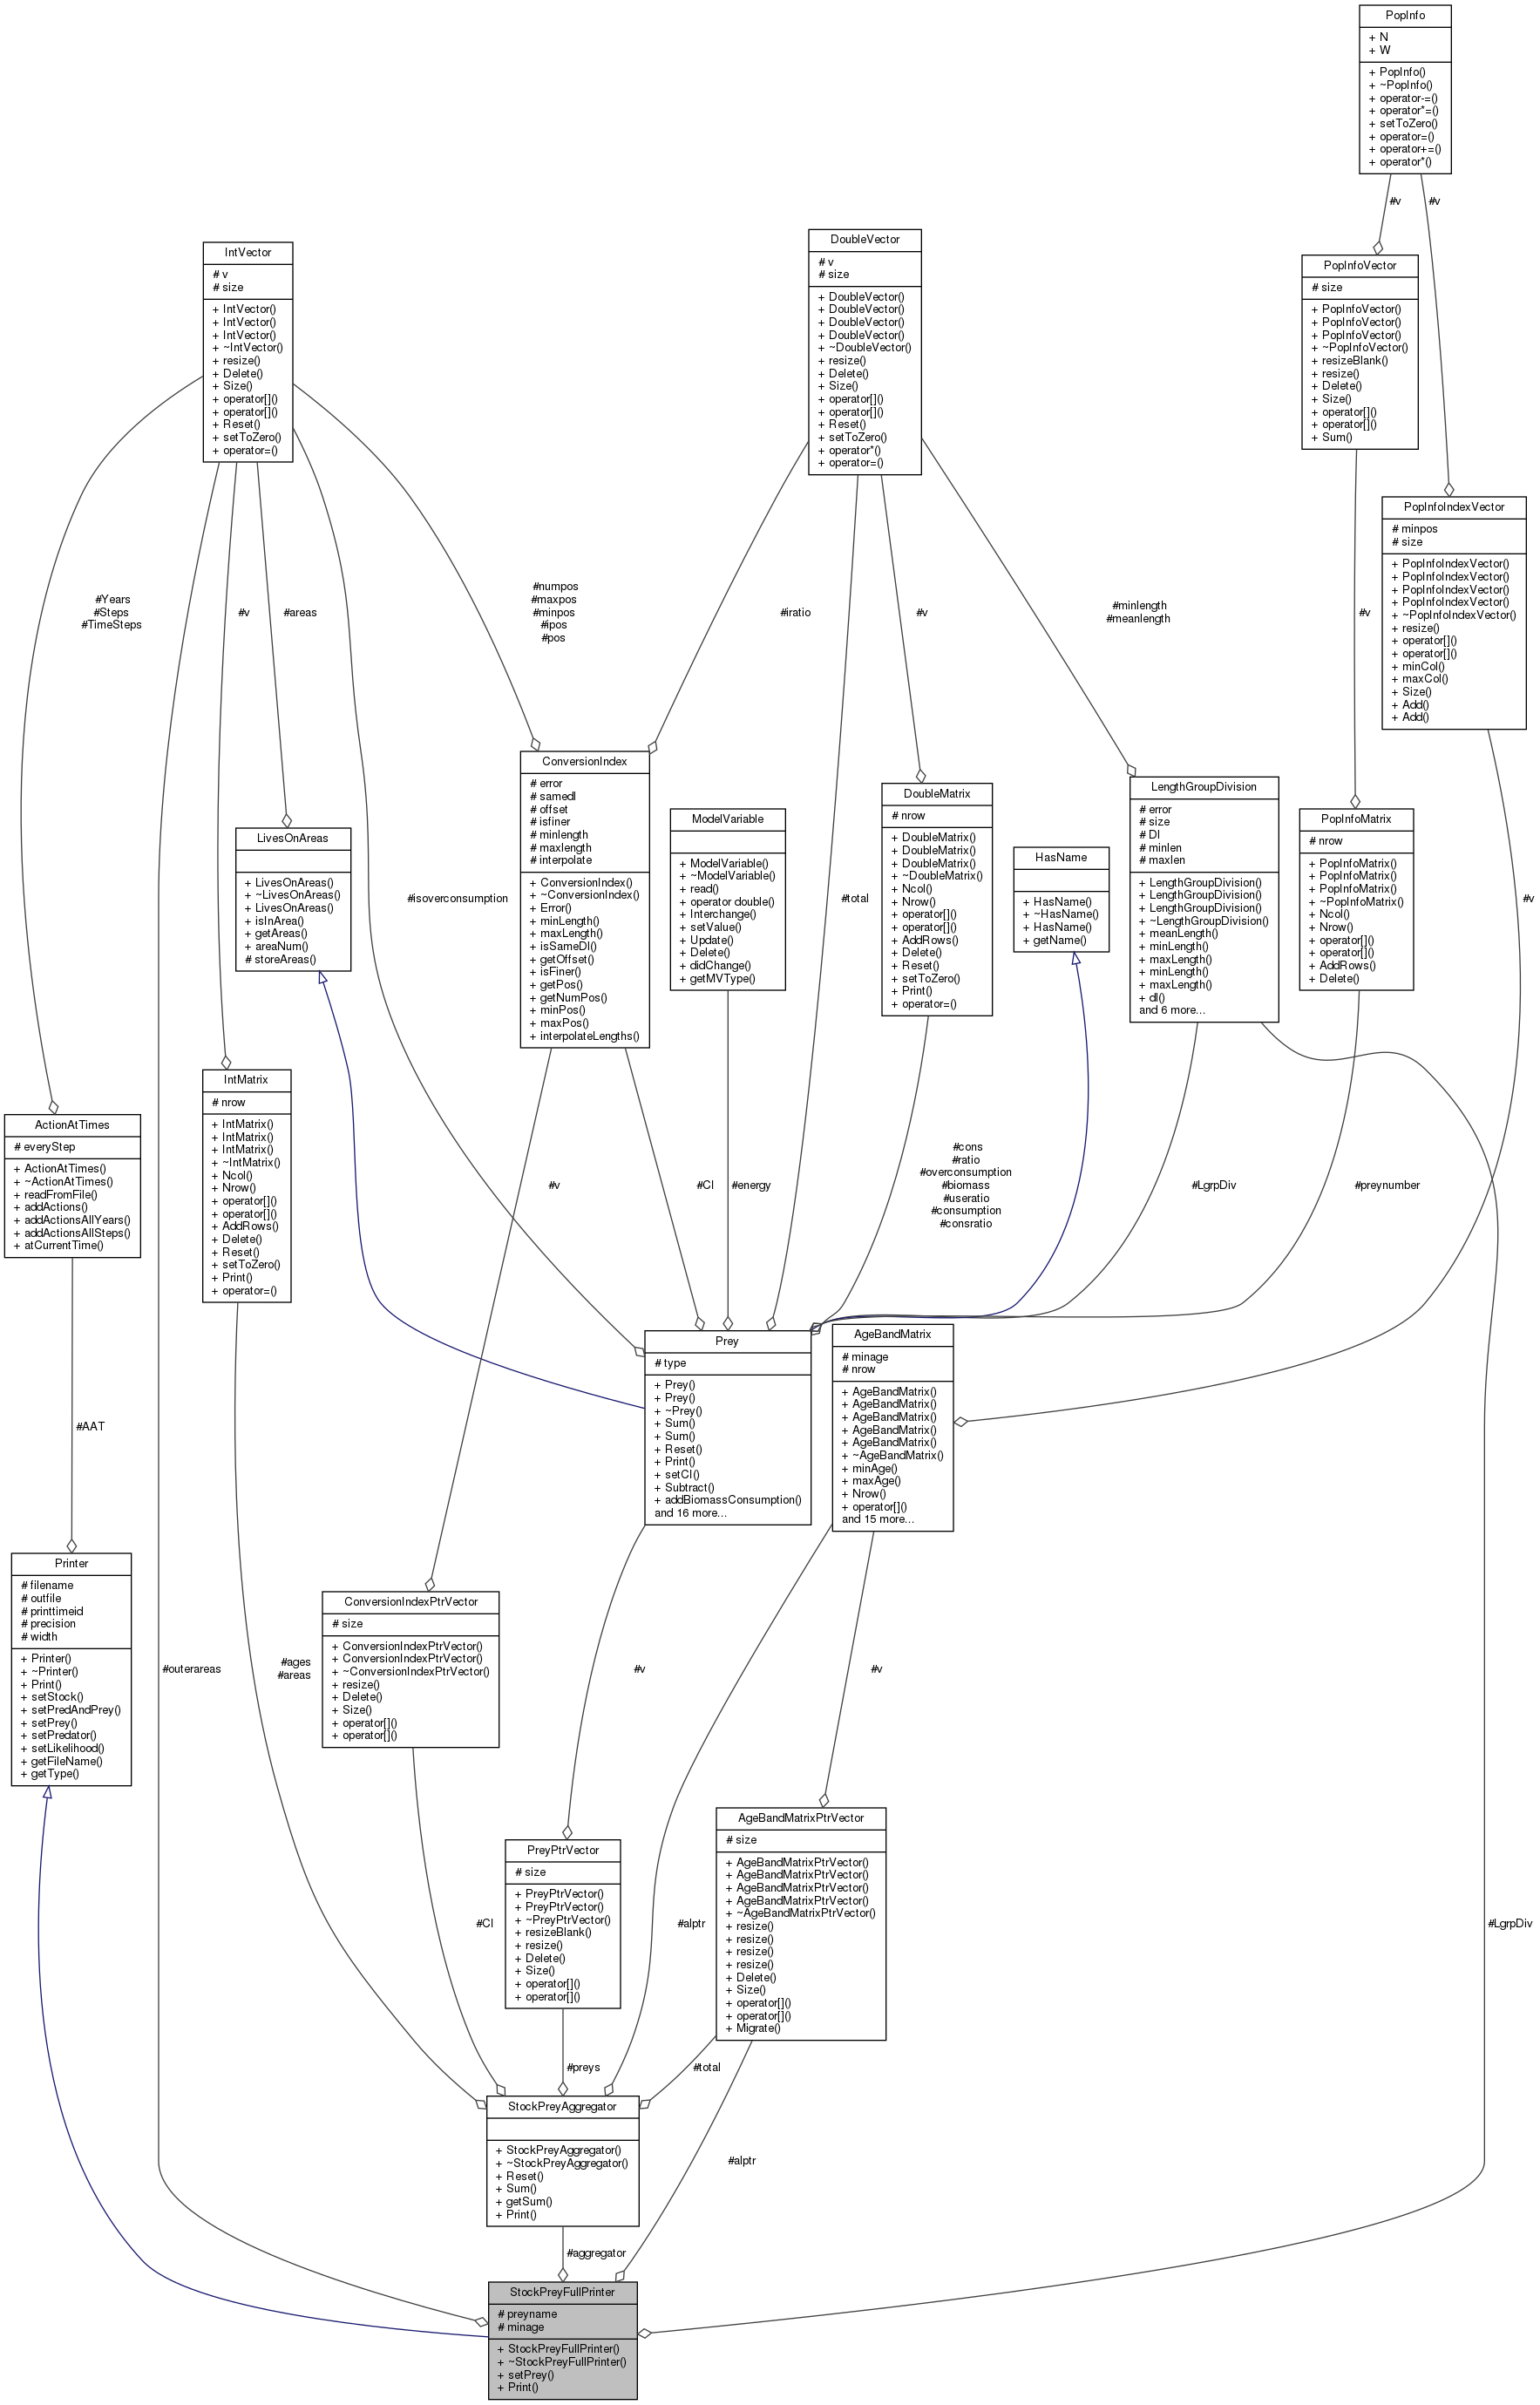 PopInfo
+ N
+ W
+ PopInfo()
+ ~PopInfo()
+ operator-=()
+ operator*=()
+ setToZero()
+ operator=()
+ operator+=()
+ operator*()
#v
#v
IntVector
# v
# size
+ IntVector()
+ IntVector()
+ IntVector()
+ ~IntVector()
+ resize()
+ Delete()
+ Size()
+ operator[]()
+ operator[]()
+ Reset()
+ setToZero()
+ operator=()
DoubleVector
# v
# size
+ DoubleVector()
+ DoubleVector()
+ DoubleVector()
+ DoubleVector()
+ ~DoubleVector()
+ resize()
+ Delete()
+ Size()
+ operator[]()
+ operator[]()
+ Reset()
+ setToZero()
+ operator*()
+ operator=()
PopInfoVector
# size
+ PopInfoVector()
+ PopInfoVector()
+ PopInfoVector()
+ ~PopInfoVector()
+ resizeBlank()
+ resize()
+ Delete()
+ Size()
+ operator[]()
+ operator[]()
+ Sum()
PopInfoIndexVector
# minpos
# size
+ PopInfoIndexVector()
+ PopInfoIndexVector()
+ PopInfoIndexVector()
+ PopInfoIndexVector()
+ ~PopInfoIndexVector()
+ resize()
+ operator[]()
+ operator[]()
+ minCol()
+ maxCol()
+ Size()
+ Add()
+ Add()
#Years
#Steps
#TimeSteps
#v
#areas
#numpos
#maxpos
#minpos
#ipos
#pos
#iratio
#v
#minlength
#meanlength
#v
ConversionIndex
# error
# samedl
# offset
# isfiner
# minlength
# maxlength
# interpolate
+ ConversionIndex()
+ ~ConversionIndex()
+ Error()
+ minLength()
+ maxLength()
+ isSameDl()
+ getOffset()
+ isFiner()
+ getPos()
+ getNumPos()
+ minPos()
+ maxPos()
+ interpolateLengths()
LivesOnAreas
+ LivesOnAreas()
+ ~LivesOnAreas()
+ LivesOnAreas()
+ isInArea()
+ getAreas()
+ areaNum()
# storeAreas()
#isoverconsumption
ModelVariable
+ ModelVariable()
+ ~ModelVariable()
+ read()
+ operator double()
+ Interchange()
+ setValue()
+ Update()
+ Delete()
+ didChange()
+ getMVType()
#total
DoubleMatrix
# nrow
+ DoubleMatrix()
+ DoubleMatrix()
+ DoubleMatrix()
+ ~DoubleMatrix()
+ Ncol()
+ Nrow()
+ operator[]()
+ operator[]()
+ AddRows()
+ Delete()
+ Reset()
+ setToZero()
+ Print()
+ operator=()
HasName
+ HasName()
+ ~HasName()
+ HasName()
+ getName()
LengthGroupDivision
# error
# size
# Dl
# minlen
# maxlen
+ LengthGroupDivision()
+ LengthGroupDivision()
+ LengthGroupDivision()
+ ~LengthGroupDivision()
+ meanLength()
+ minLength()
+ maxLength()
+ minLength()
+ maxLength()
+ dl()
and 6 more...
PopInfoMatrix
# nrow
+ PopInfoMatrix()
+ PopInfoMatrix()
+ PopInfoMatrix()
+ ~PopInfoMatrix()
+ Ncol()
+ Nrow()
+ operator[]()
+ operator[]()
+ AddRows()
+ Delete()
#v
IntMatrix
# nrow
+ IntMatrix()
+ IntMatrix()
+ IntMatrix()
+ ~IntMatrix()
+ Ncol()
+ Nrow()
+ operator[]()
+ operator[]()
+ AddRows()
+ Delete()
+ Reset()
+ setToZero()
+ Print()
+ operator=()
ActionAtTimes
# everyStep
+ ActionAtTimes()
+ ~ActionAtTimes()
+ readFromFile()
+ addActions()
+ addActionsAllYears()
+ addActionsAllSteps()
+ atCurrentTime()
#v
#CI
#energy
#cons
#ratio
#overconsumption
#biomass
#useratio
#consumption
#consratio
#LgrpDiv
#preynumber
Prey
# type
+ Prey()
+ Prey()
+ ~Prey()
+ Sum()
+ Sum()
+ Reset()
+ Print()
+ setCI()
+ Subtract()
+ addBiomassConsumption()
and 16 more...
AgeBandMatrix
# minage
# nrow
+ AgeBandMatrix()
+ AgeBandMatrix()
+ AgeBandMatrix()
+ AgeBandMatrix()
+ AgeBandMatrix()
+ ~AgeBandMatrix()
+ minAge()
+ maxAge()
+ Nrow()
+ operator[]()
and 15 more...
#AAT
Printer
# filename
# outfile
# printtimeid
# precision
# width
+ Printer()
+ ~Printer()
+ Print()
+ setStock()
+ setPredAndPrey()
+ setPrey()
+ setPredator()
+ setLikelihood()
+ getFileName()
+ getType()
#outerareas
#ages
#areas
ConversionIndexPtrVector
# size
+ ConversionIndexPtrVector()
+ ConversionIndexPtrVector()
+ ~ConversionIndexPtrVector()
+ resize()
+ Delete()
+ Size()
+ operator[]()
+ operator[]()
#v
#v
PreyPtrVector
# size
+ PreyPtrVector()
+ PreyPtrVector()
+ ~PreyPtrVector()
+ resizeBlank()
+ resize()
+ Delete()
+ Size()
+ operator[]()
+ operator[]()
AgeBandMatrixPtrVector
# size
+ AgeBandMatrixPtrVector()
+ AgeBandMatrixPtrVector()
+ AgeBandMatrixPtrVector()
+ AgeBandMatrixPtrVector()
+ ~AgeBandMatrixPtrVector()
+ resize()
+ resize()
+ resize()
+ resize()
+ Delete()
+ Size()
+ operator[]()
+ operator[]()
+ Migrate()
#CI
#alptr
#LgrpDiv
#preys
#total
StockPreyAggregator
+ StockPreyAggregator()
+ ~StockPreyAggregator()
+ Reset()
+ Sum()
+ getSum()
+ Print()
#alptr
#aggregator
StockPreyFullPrinter
# preyname
# minage
+ StockPreyFullPrinter()
+ ~StockPreyFullPrinter()
+ setPrey()
+ Print()